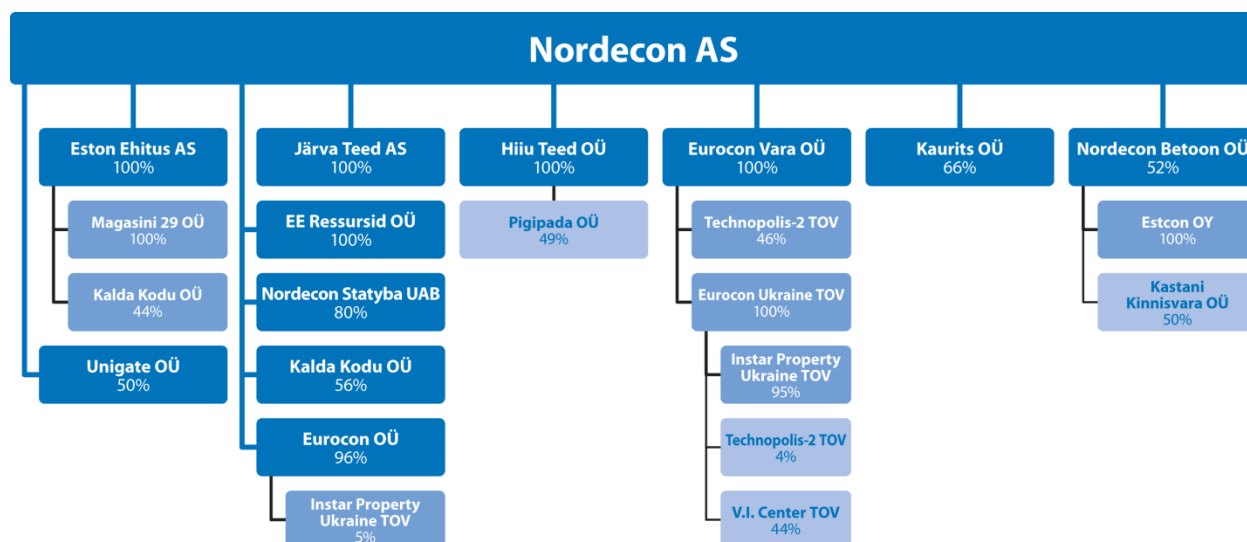 Nordecon AS
Eston Ehitus AS
100%
Magasini 29 OÜ
100%
Kalda Kodu OÜ
44%
Unigate OÜ
50%
Järva Teed AS
100%
EE Ressursid OÜ
100%
Nordecon Statyba UAB
80%
Kalda Kodu OÜ
56%
Eurocon OÜ
96%
Instar Property
Ukraine TOV
5%
Hiiu Teed OÜ
100%
Pigipada OÜ
49%
Eurocon Vara OÜ
100%
Technopolis-2 TOV
46%
Eurocon Ukraine TOV
100%
Instar Property
Ukraine TOV
95%
Technopolis-2 TOV
4%
V.I. Center TOV
44%
Kaurits OÜ
66%
Nordecon Betoon OÜ
52%
Estcon OY
100%
Kastani
Kinnisvara OÜ
50%